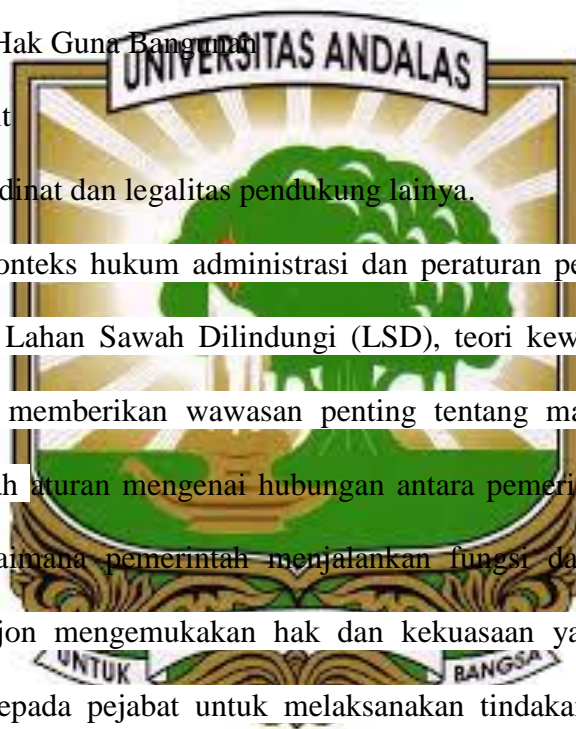 Hak Guna Bangunan
UNIVERSITAS ANDALAS
dinat dan legalitas pendukung lainya.
onteks hukum administrasi dan peraturan pe
Lahan Sawah Dilindungi (LSD), teori kew
memberikan wawasan penting tentang ma
ah aturan mengenai hubungan antara pemeri
aimana pemerintah menjalankan fungsi da
jon mengemukakan hak dan kekuasaan ya
UNTUK BANGSA
epada pejabat untuk melaksanakan tindakan